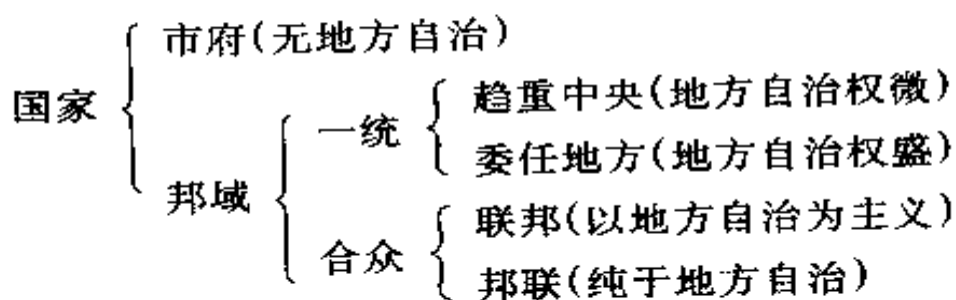 国家
市府(无地方自治)
邦域
一统
趋重中央(地方自治权微)
委任地方(地方自治权盛)
合众
联邦(以地方自治为主义)
邦联(纯于地方自治)